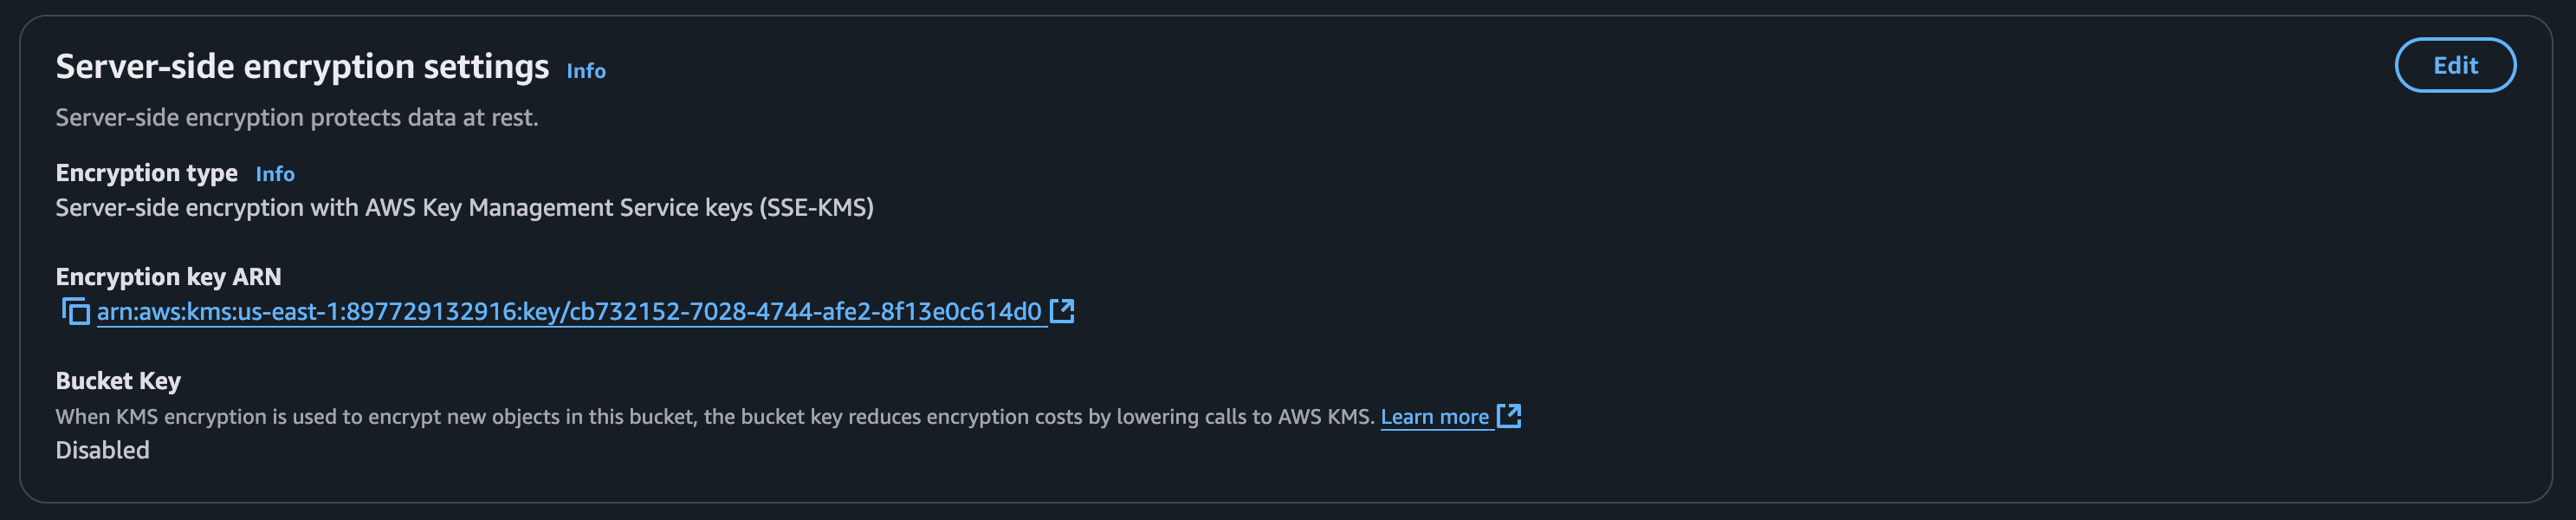 Server-side encryption settings Info
Edit
Server-side encryption protects data at rest.
Encryption type Info
Server-side encryption with AWS Key Management Service keys (SSE-KMS)
Encryption key ARN
arn:aws:kms:us-east-1:897729132916:key/cb732152-7028-4744-afe2-8f13e0c614d0
Bucket Key
When KMS encryption is used to encrypt new objects in this bucket, the bucket key reduces encryption costs by lowering calls to AWS KMS. Learn more
Disabled